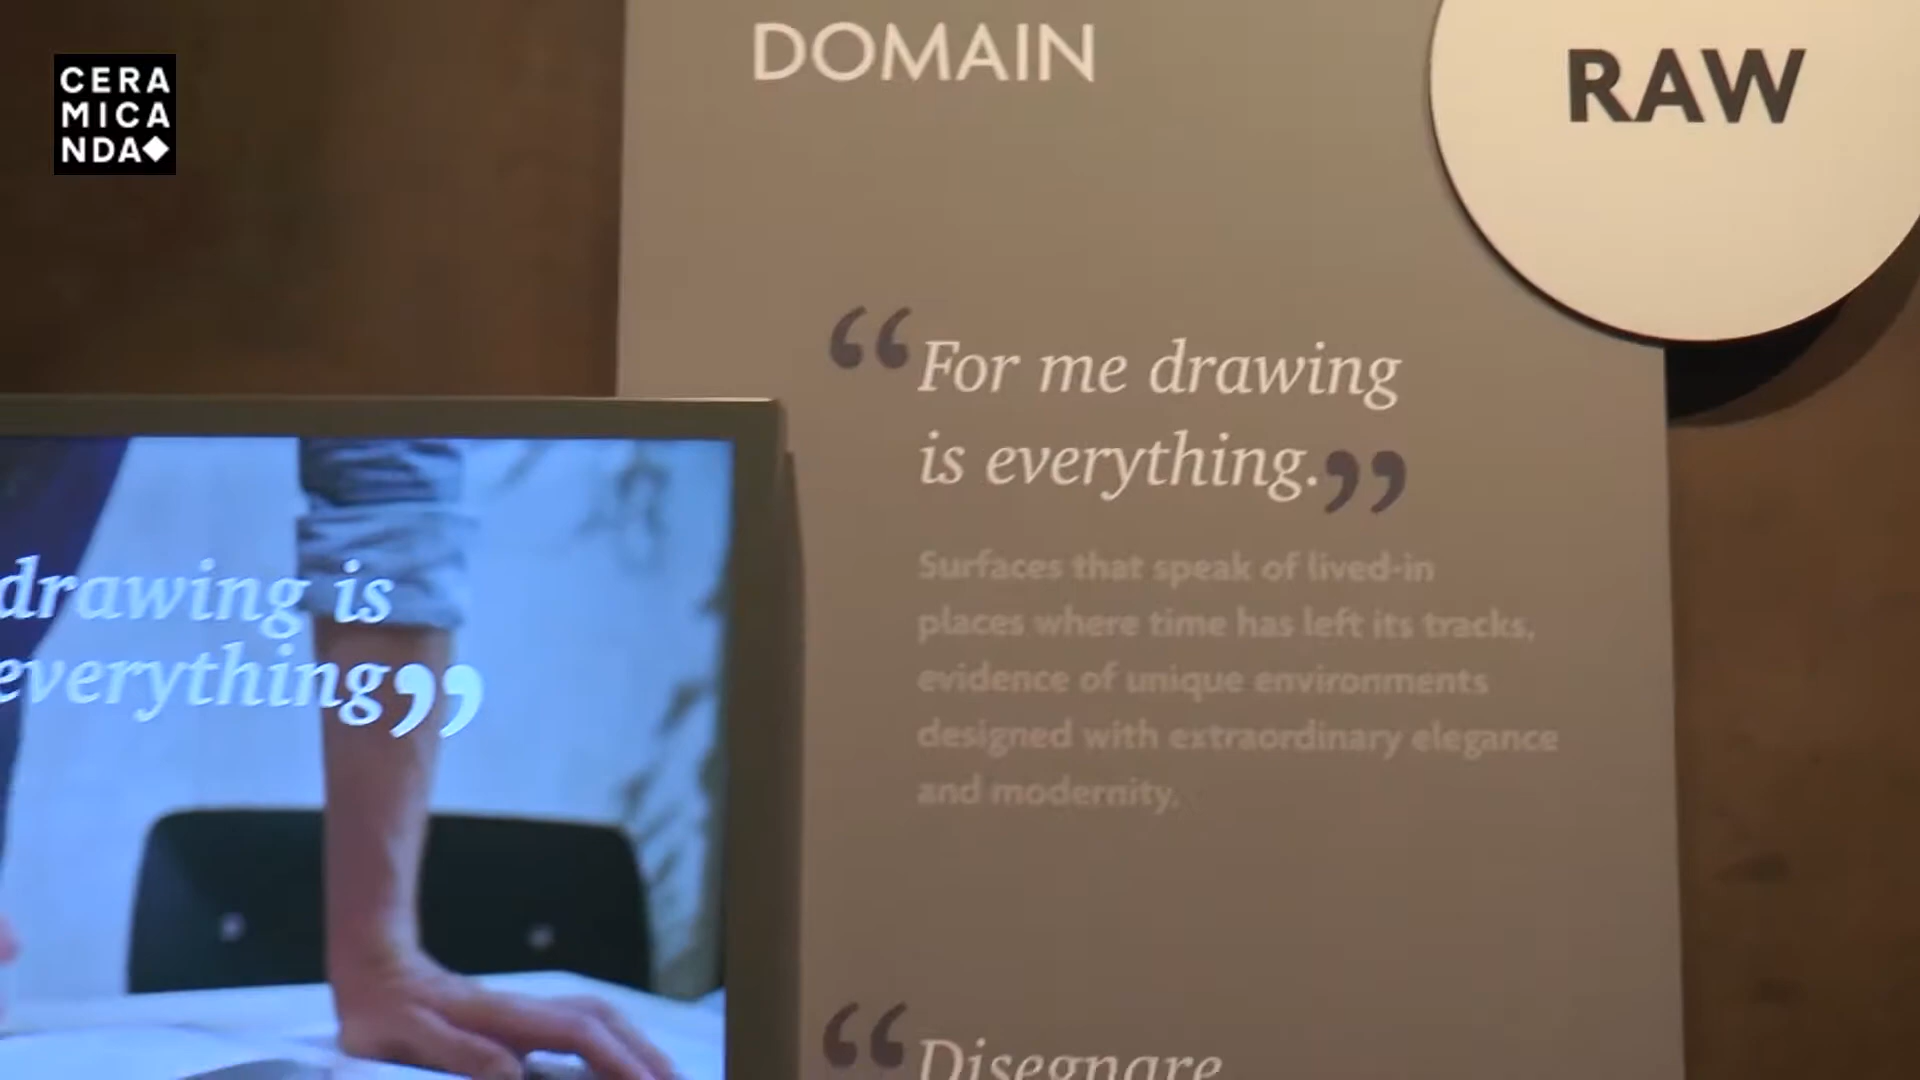 CERA
MICA
NDA
DOMAIN
RAW
“For me drawing
is everything.”
Surfaces that speak of lived-in
places where time has left its tracks,
evidence of unique environments
designed with extraordinary elegance
and modernity.
“Disegnare
drawing is
everything”